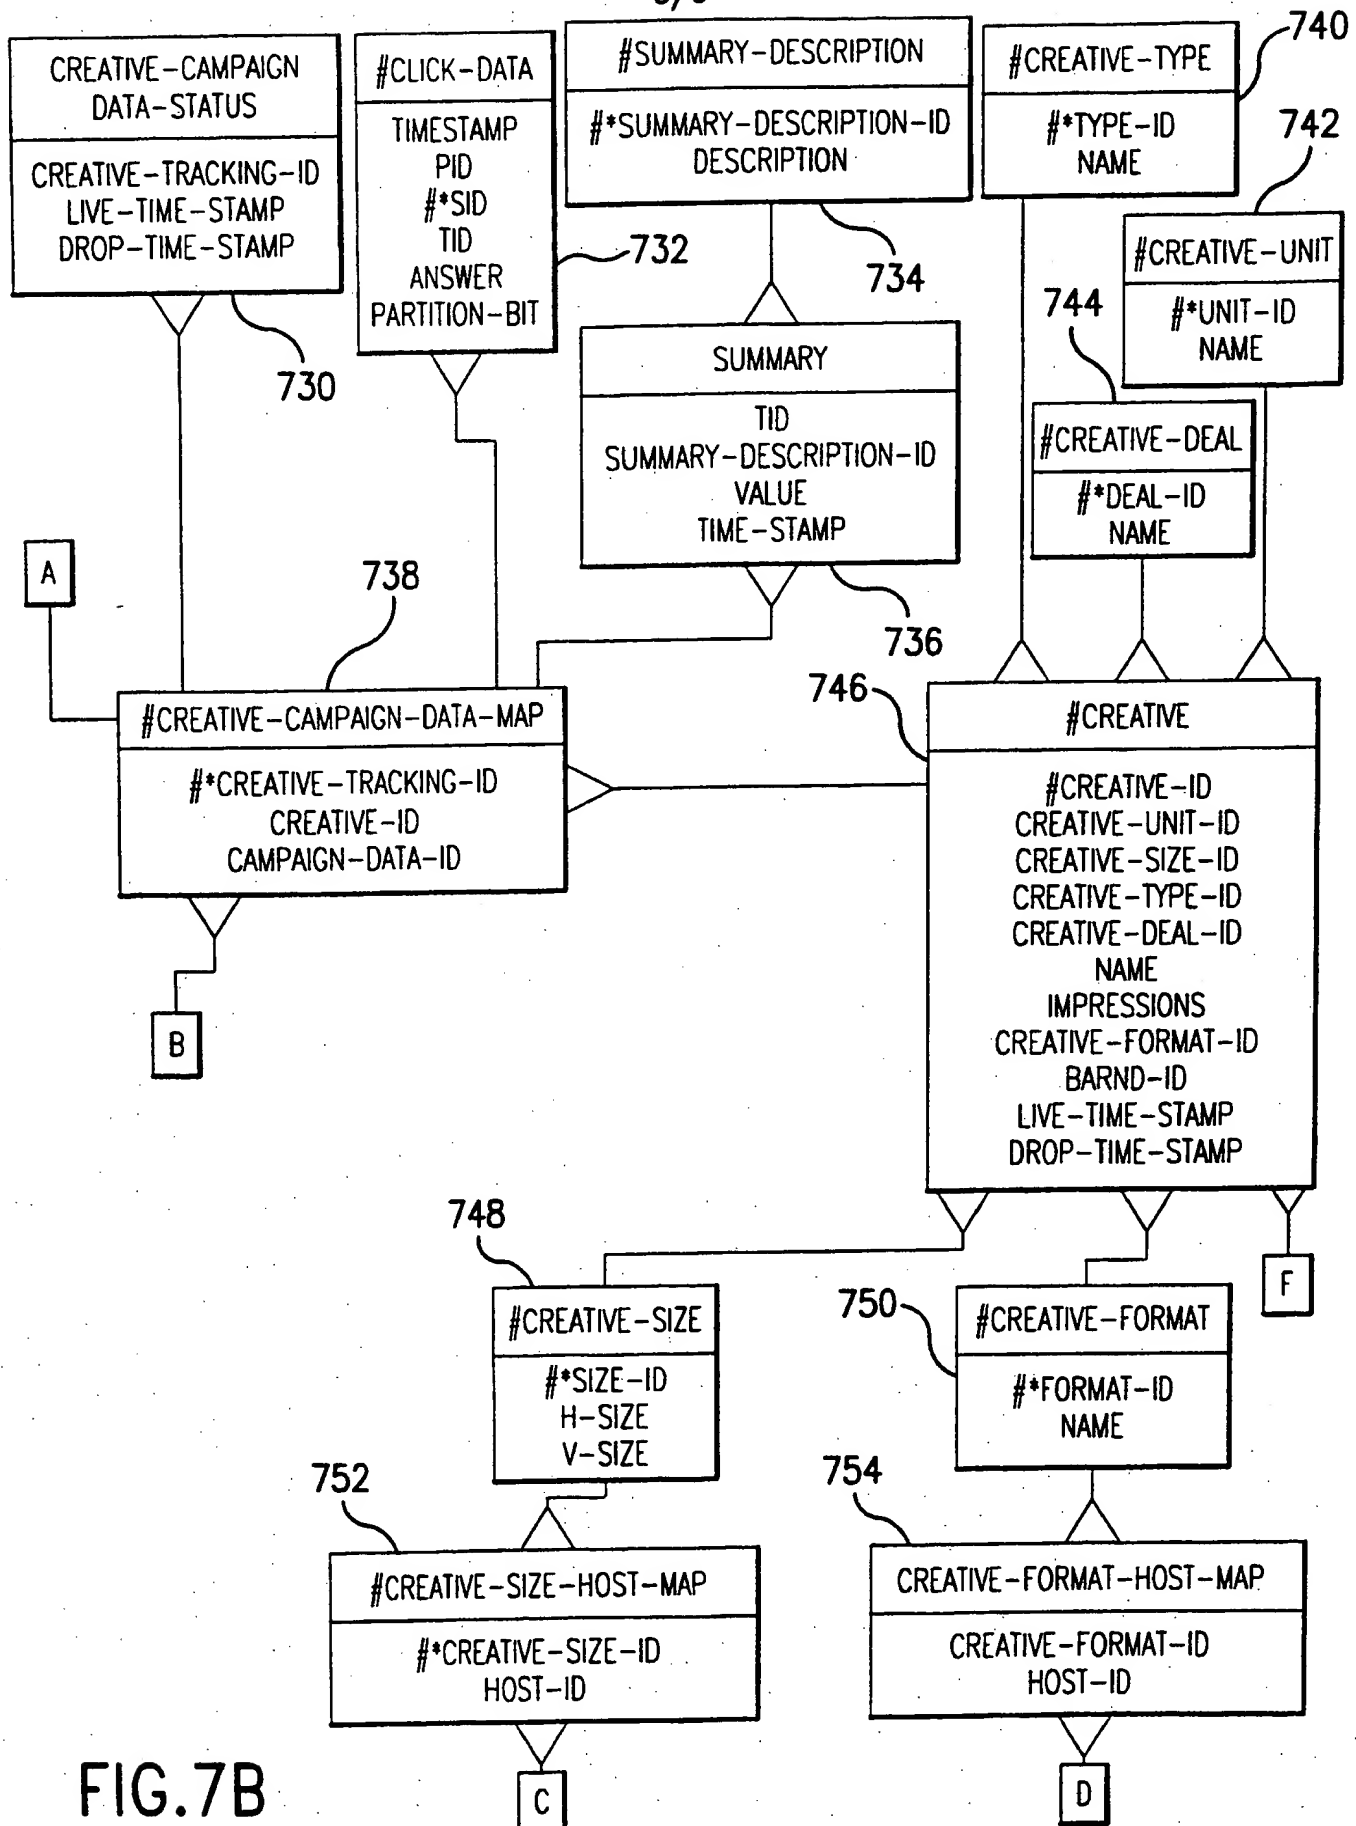 CREATIVE-CAMPAIGN
DATA-STATUS
CREATIVE-TRACKING-ID
LIVE-TIME-STAMP
DROP-TIME-STAMP
730
#CLICK-DATA
TIMESTAMP
PID
#*SID
TID
ANSWER
PARTITION-BIT
732
#SUMMARY-DESCRIPTION
#*SUMMARY-DESCRIPTION-ID
DESCRIPTION
734
#CREATIVE-TYPE
#*TYPE-ID
NAME
740
742
#CREATIVE-UNIT
#*UNIT-ID
NAME
744
#CREATIVE-DEAL
#*DEAL-ID
NAME
SUMMARY
TID
SUMMARY-DESCRIPTION-ID
VALUE
TIME-STAMP
736
A
738
#CREATIVE-CAMPAIGN-DATA-MAP
#*CREATIVE-TRACKING-ID
CREATIVE-ID
CAMPAIGN-DATA-ID
B
746
#CREATIVE
#CREATIVE-ID
CREATIVE-UNIT-ID
CREATIVE-SIZE-ID
CREATIVE-TYPE-ID
CREATIVE-DEAL-ID
NAME
IMPRESSIONS
CREATIVE-FORMAT-ID
BARND-ID
LIVE-TIME-STAMP
DROP-TIME-STAMP
748
#CREATIVE-SIZE
#*SIZE-ID
H-SIZE
V-SIZE
750
#CREATIVE-FORMAT
#*FORMAT-ID
NAME
F
752
#CREATIVE-SIZE-HOST-MAP
#*CREATIVE-SIZE-ID
HOST-ID
754
CREATIVE-FORMAT-HOST-MAP
CREATIVE-FORMAT-ID
HOST-ID
C
D
FIG.7B